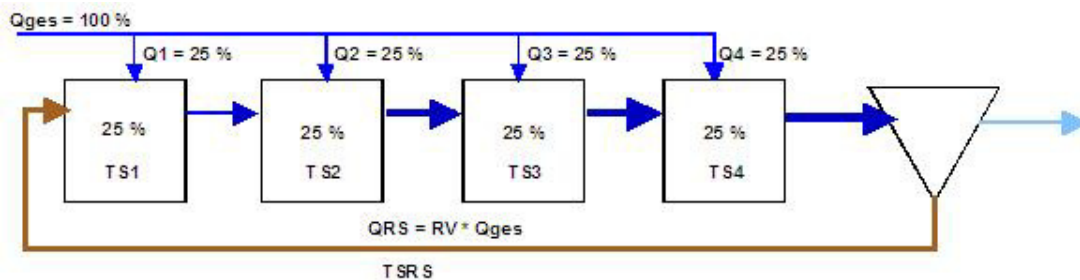 Qges = 100 %
Q1 = 25 %
Q2 = 25 %
Q3 = 25 %
Q4 = 25 %
25 %
TS1
25 %
TS2
25 %
TS3
25 %
TS4
QRS = RV * Qges
TSRS